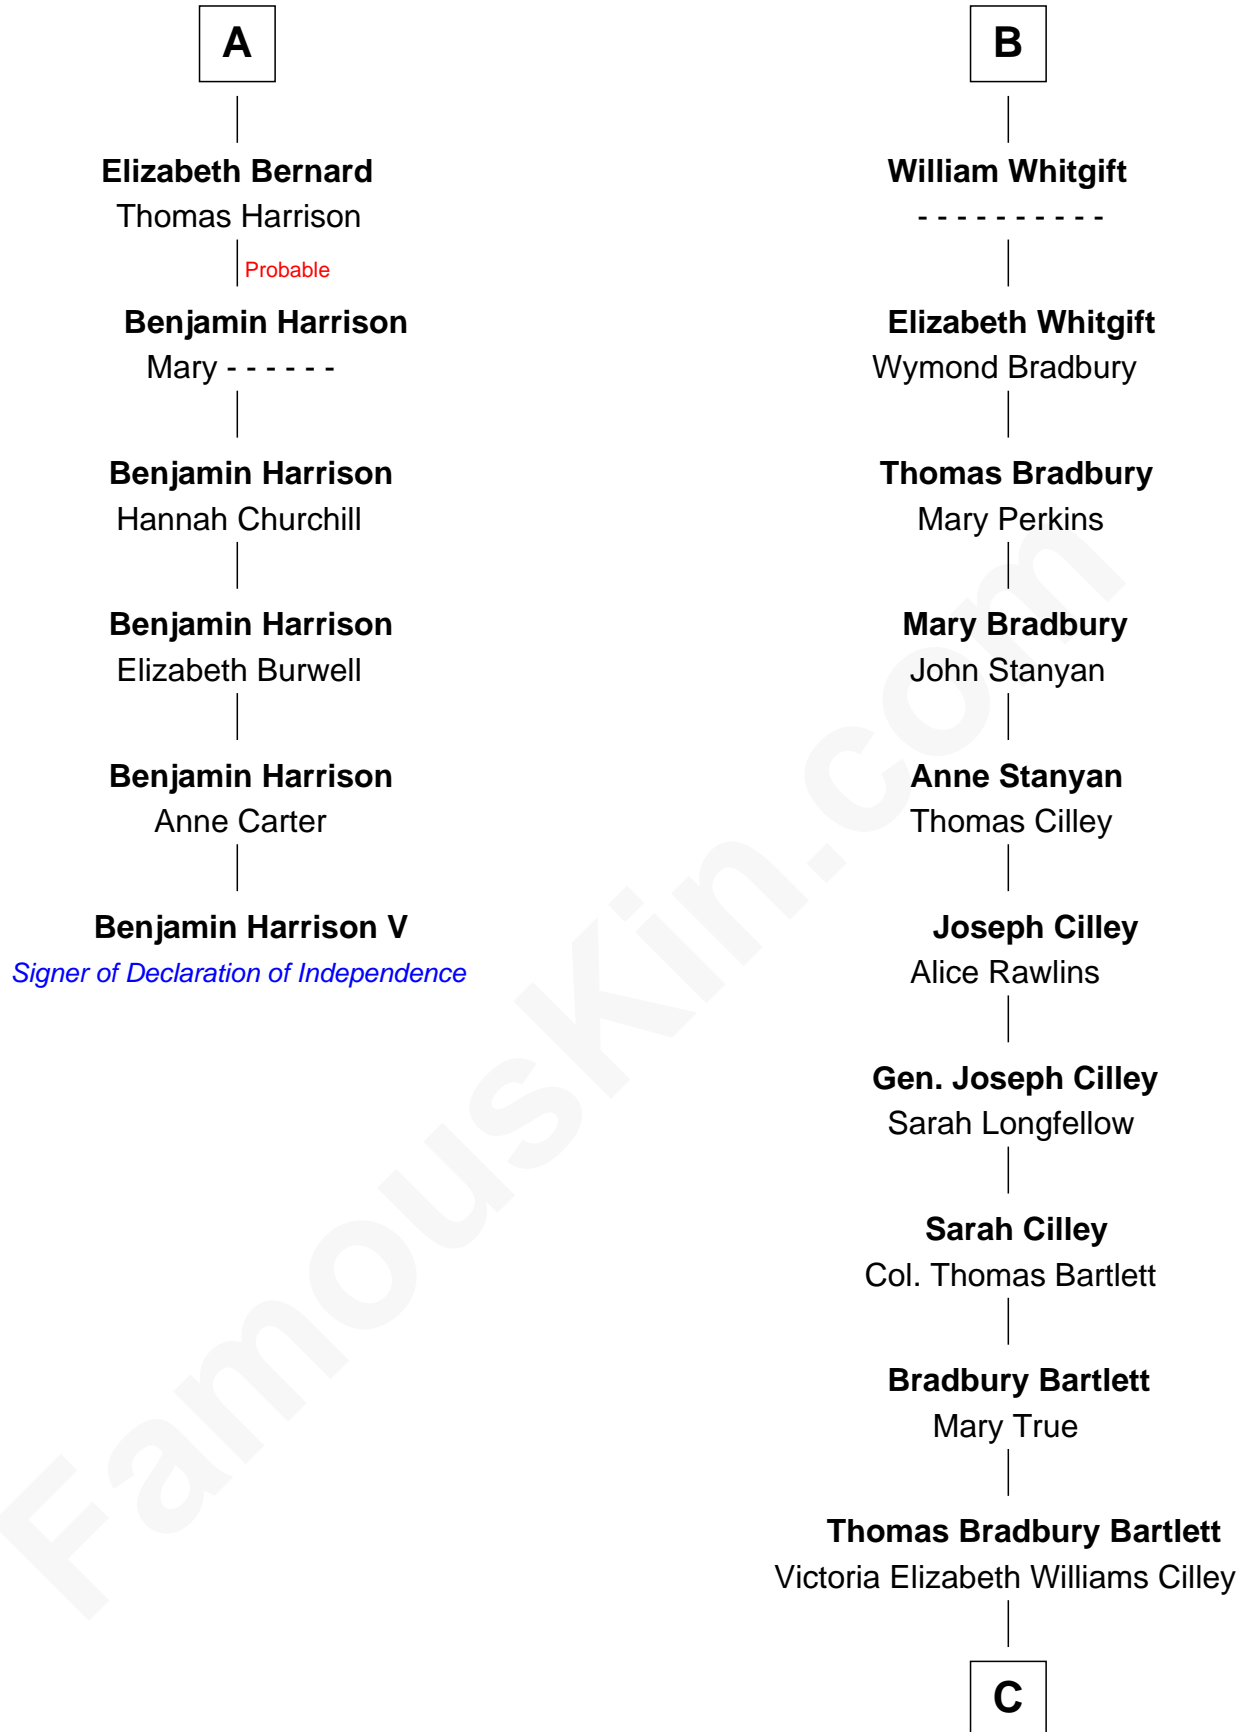 A
Elizabeth Bernard
Thomas Harrison
Probable
Benjamin Harrison
Mary - - - - - -
Benjamin Harrison
Hannah Churchill
Benjamin Harrison
Elizabeth Burwell
Benjamin Harrison
Anne Carter
Benjamin Harrison V
Signer of Declaration of Independence
B
William Whitgift
- - - - - - - - - -
Elizabeth Whitgift
Wymond Bradbury
Thomas Bradbury
Mary Perkins
Mary Bradbury
John Stanyan
Anne Stanyan
Thomas Cilley
Joseph Cilley
Alice Rawlins
Gen. Joseph Cilley
Sarah Longfellow
Sarah Cilley
Col. Thomas Bartlett
Bradbury Bartlett
Mary True
Thomas Bradbury Bartlett
Victoria Elizabeth Williams Cilley
C
FamousKin.com